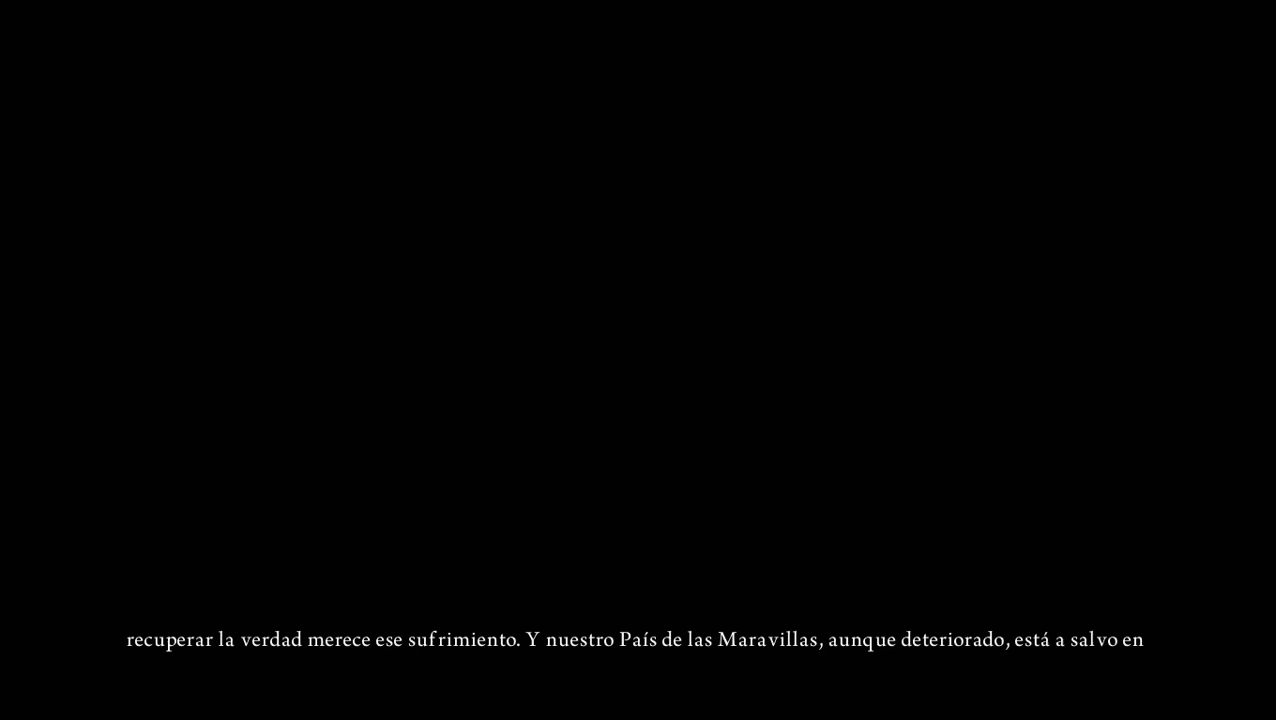 recuperar la verdad merece ese sufrimiento. Y nuestro País de las Maravillas, aunque deteriorado, está a salvo en